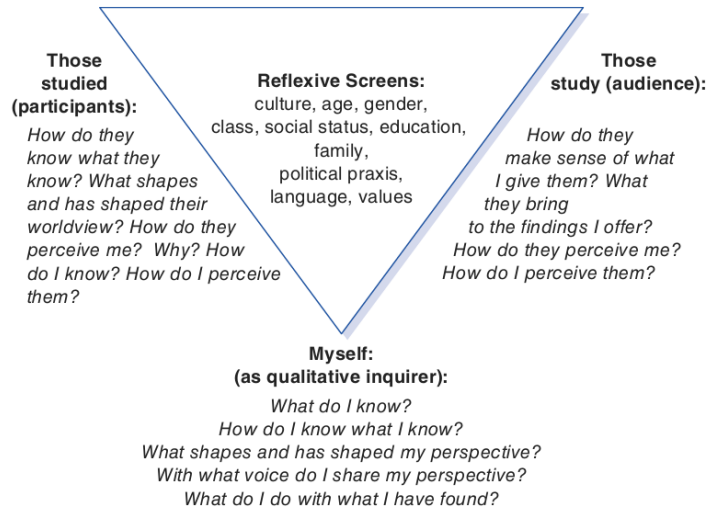 Those
studied
(participants):
How do they
know what they
know? What shapes
and has shaped their
worldview? How do they
perceive me? Why? How
do I know? How do I perceive
them?
Reflexive Screens:
culture, age, gender,
class, social status, education,
family,
political praxis,
language, values
Those
study (audience):
How do they
make sense of what
I give them? What
they bring
to the findings I offer?
How do they perceive me?
How do I perceive them?
Myself:
(as qualitative inquirer):
What do I know?
How do I know what I know?
What shapes and has shaped my perspective?
With what voice do I share my perspective?
What do I do with what I have found?